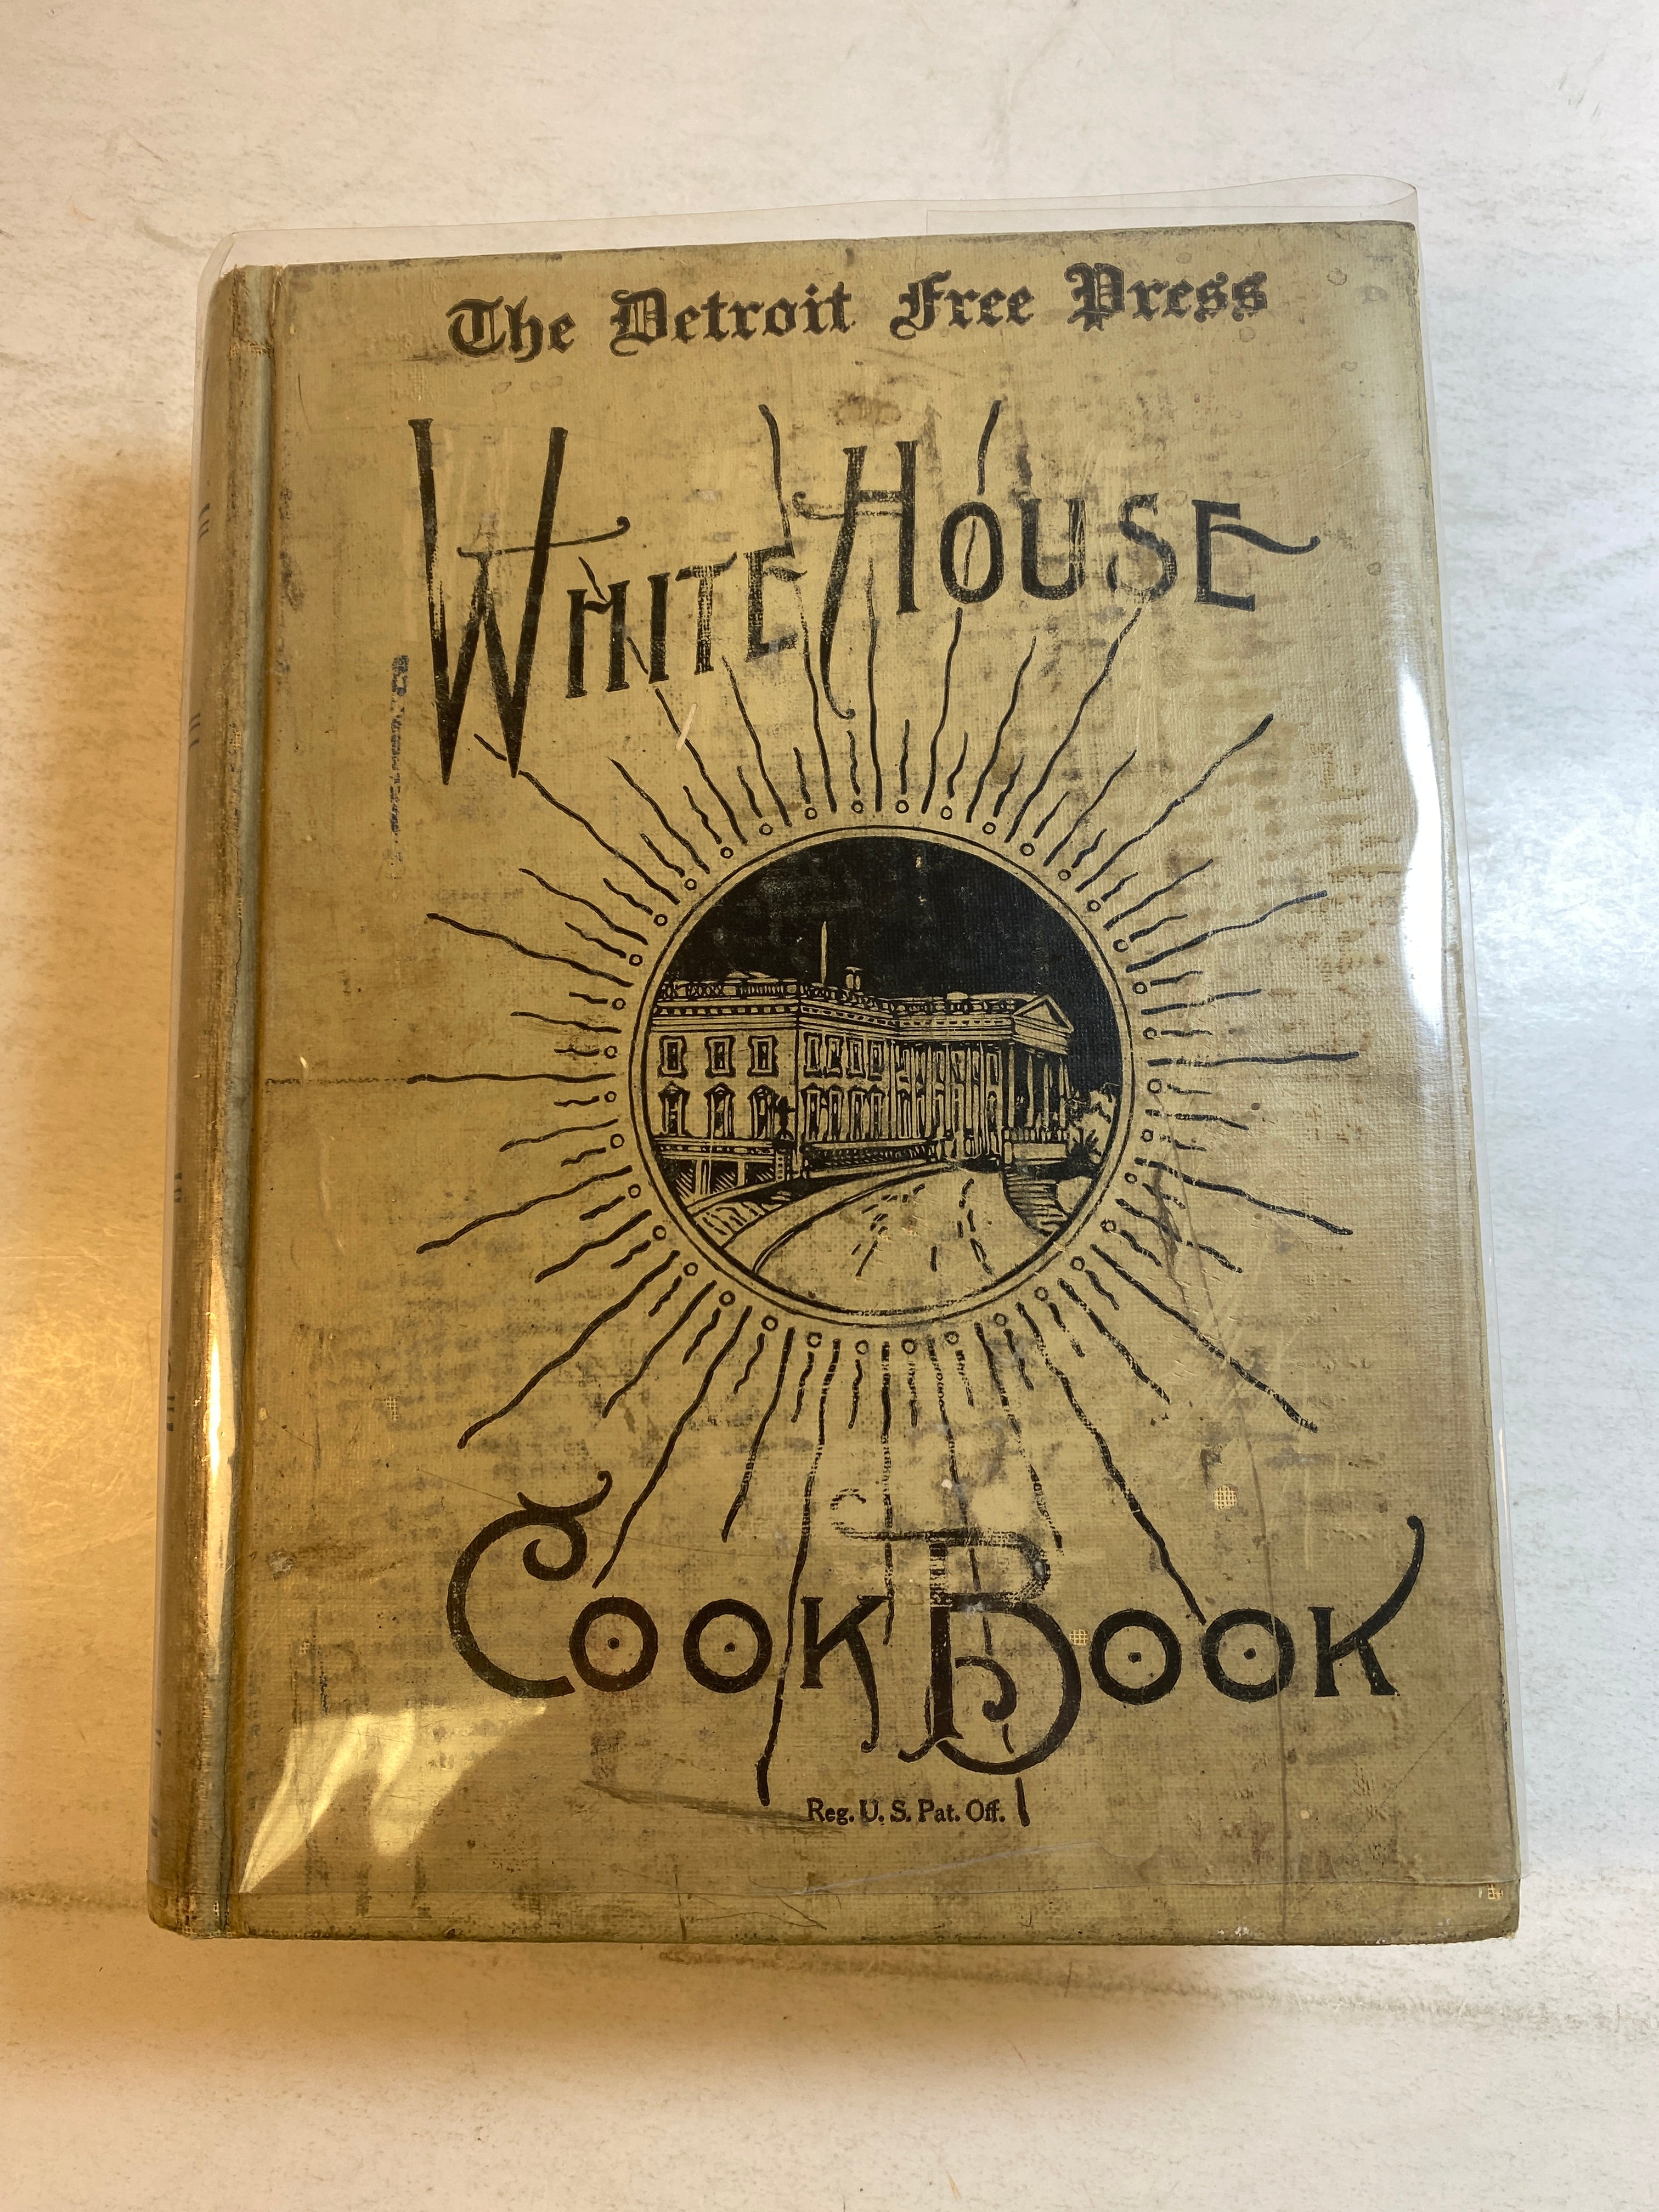 The Detroit Free Press
WHITE HOUSE
COOK BOOK
Reg. U. S. Pat. Off.